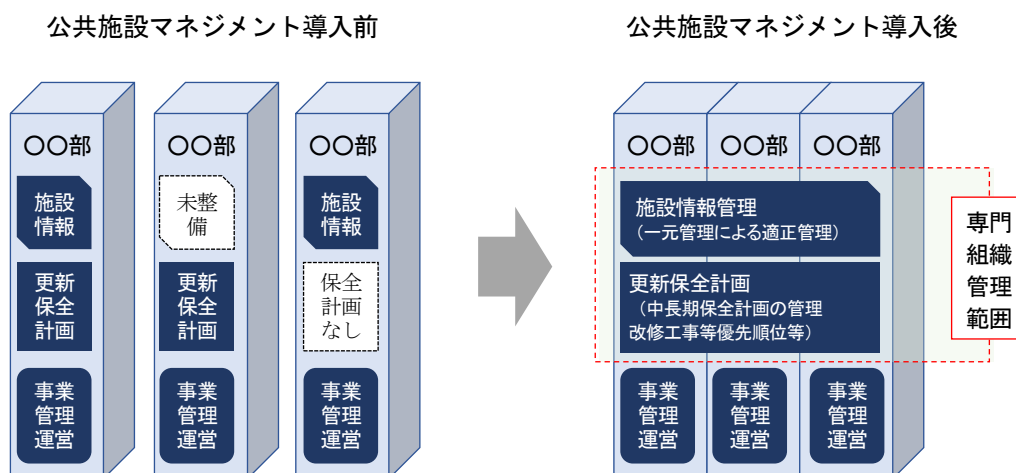 公共施設マネジメント導入前
〇〇部
施設
情報
更新
保全
計画
事業
管理
運営
〇〇部
未整
備
更新
保全
計画
事業
管理
運営
〇〇部
施設
情報
保全
計画
なし
事業
管理
運営
公共施設マネジメント導入後
〇〇部
〇〇部
〇〇部
施設情報管理
（一元管理による適正管理）
更新保全計画
（中長期保全計画の管理
改修工事等優先順位等）
専門
組織
管理
範囲
事業
管理
運営
事業
管理
運営
事業
管理
運営